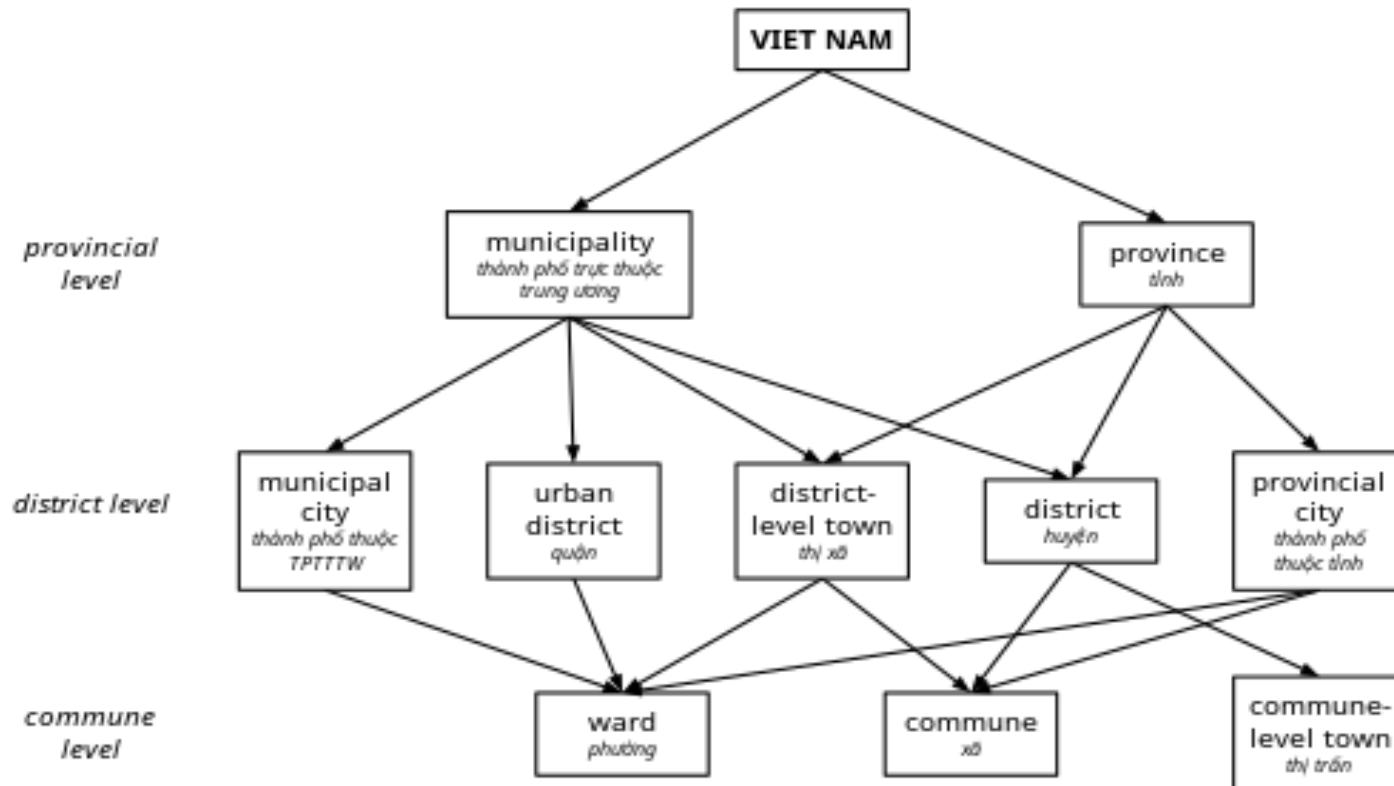 VIET NAM
provincial
level
municipality
thành phố trực thuộc
trung ương
province
tỉnh
district level
municipal
city
thành phố thuộc
TPTTTW
urban
district
quận
district-
level town
thị xã
district
huyện
provincial
city
thành phố
thuộc tỉnh
commune
level
ward
phường
commune
xã
commune-
level town
thị trấn